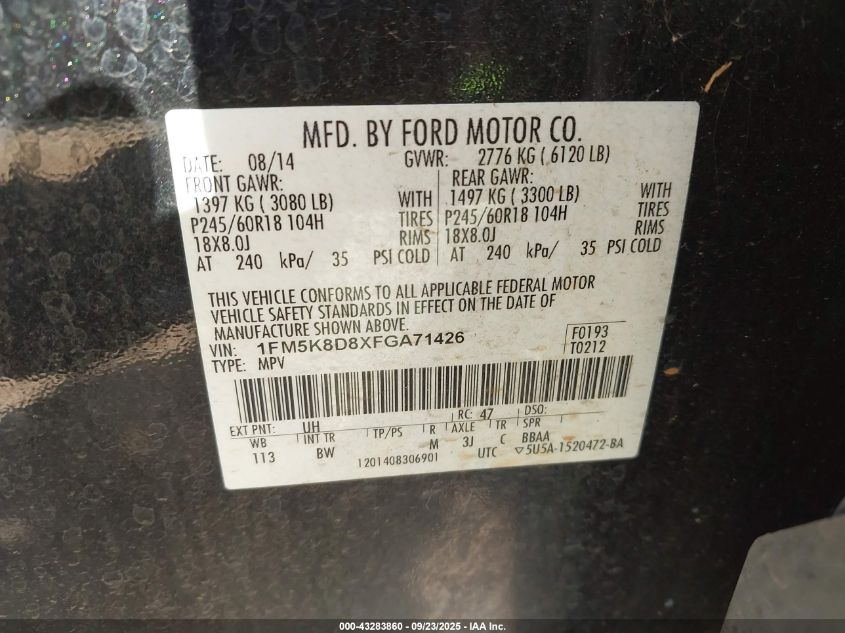 MFD. BY FORD MOTOR CO.
DATE: 08/14 GVWR: 2776 KG ( 6120 LB)
FRONT GAWR: REAR GAWR:
1397 KG ( 3080 LB) WITH 1497 KG ( 3300 LB) WITH
P245/60R18 104H TIRES P245/60R18 104H TIRES
18X8.0J RIMS 18X8.0J RIMS
AT 240 kPa/ 35 PSI COLD AT 240 kPa/ 35 PSI COLD
THIS VEHICLE CONFORMS TO ALL APPLICABLE FEDERAL MOTOR
VEHICLE SAFETY STANDARDS IN EFFECT ON THE DATE OF
MANUFACTURE SHOWN ABOVE.
VIN: 1FM5K8D8XFGA71426 F0193
TYPE: MPV T0212
EXT PNT: UH RC: 47 DSO:
WB INT TR TP/PS R AXLE TR SPR
113 BW M 3J C BBAA
1201408306901 UTC ▽5U5A-1520472-BA
000-43283860 - 09/23/2025 - IAA Inc.